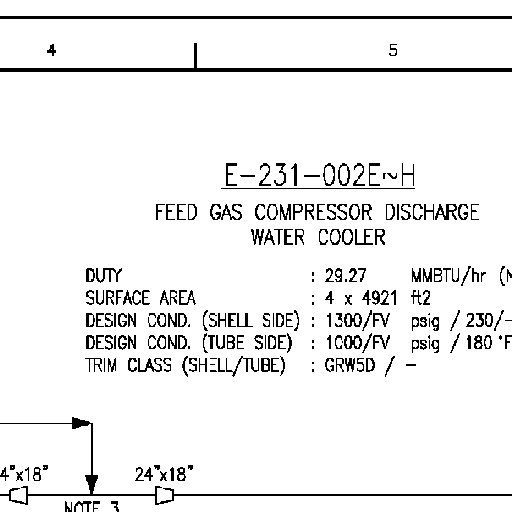 4 5
E-231-002E~H
FEED GAS COMPRESSOR DISCHARGE
WATER COOLER
DUTY : 29.27 MMBTU/hr
SURFACE AREA : 4 x 4921 ft2
DESIGN COND. (SHELL SIDE) : 1300/FV psig / 230/-
DESIGN COND. (TUBE SIDE) : 1000/FV psig / 180 °F
TRIM CLASS (SHELL/TUBE) : GRW5D / -
4"x18" 24"x18"
NOTE 3